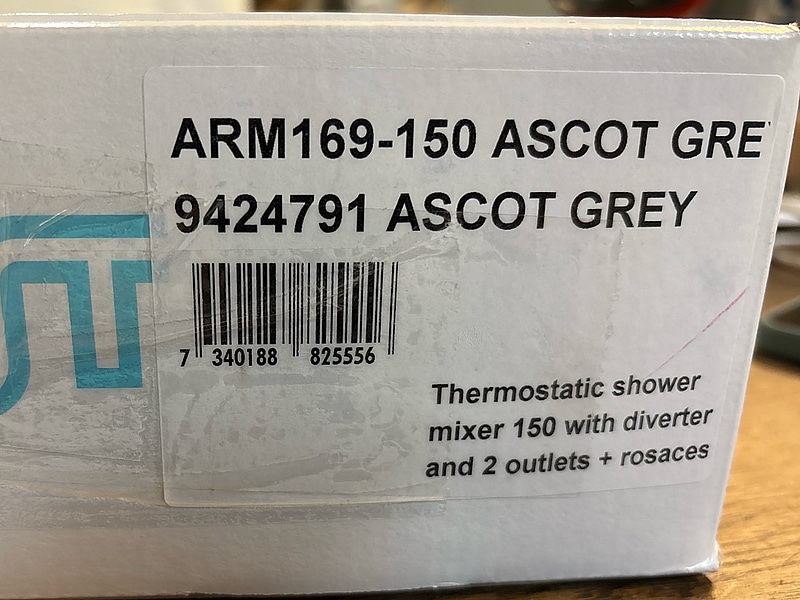 ARM169-150 ASCOT GRE
9424791 ASCOT GREY
7 340188 825556
Thermostatic shower
mixer 150 with diverter
and 2 outlets + rosaces